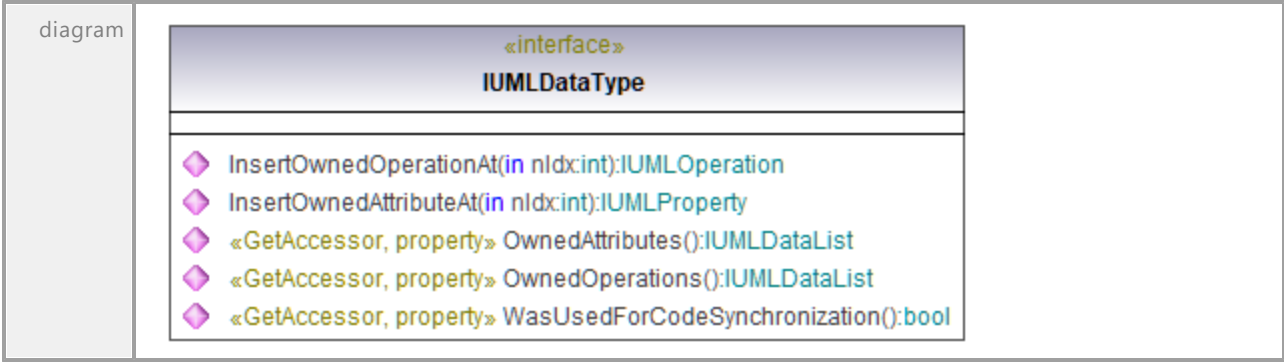 diagram
«interface»
IUMLDataType
InsertOwnedOperationAt(in nIdx:int):IUMLOperation
InsertOwnedAttributeAt(in nIdx:int):IUMLProperty
«GetAccessor, property» OwnedAttributes():IUMLDataList
«GetAccessor, property» OwnedOperations():IUMLDataList
«GetAccessor, property» WasUsedForCodeSynchronization():bool